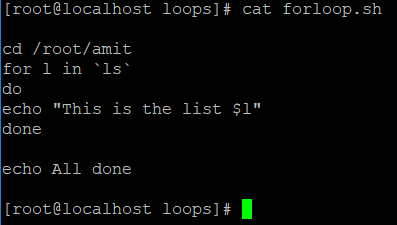 [root@localhost loops]# cat forloop.sh
cd /root/amit
for l in `ls`
do
echo "This is the list $l"
done
echo All done
[root@localhost loops]#